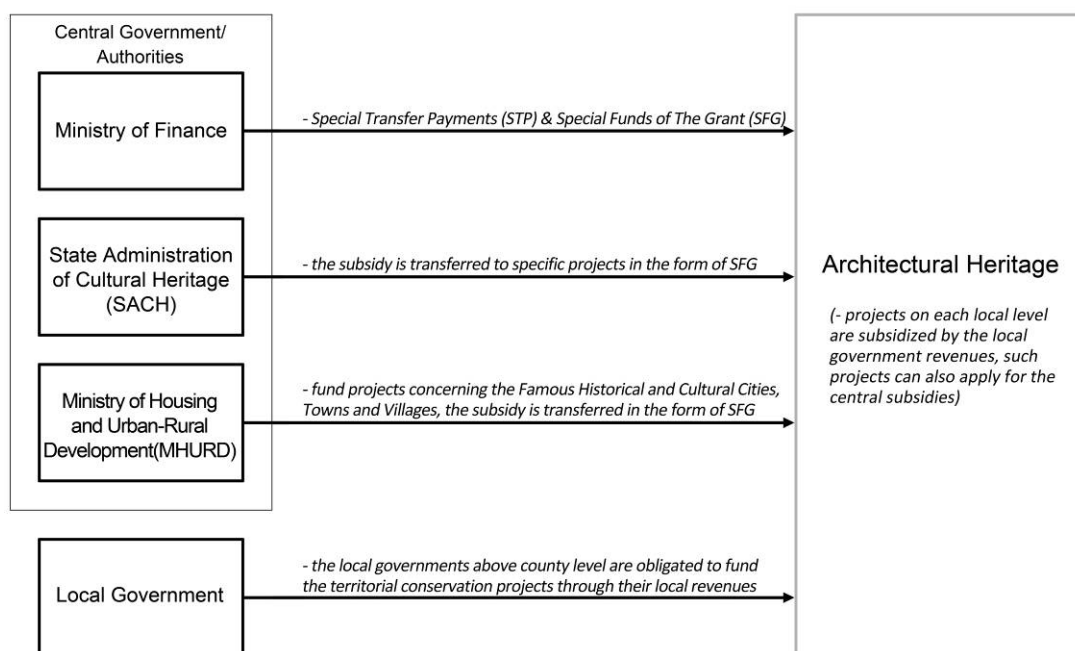 Central Government/
Authorities
Ministry of Finance
- Special Transfer Payments (STP) & Special Funds of The Grant (SFG)
State Administration
of Cultural Heritage
(SACH)
- the subsidy is transferred to specific projects in the form of SFG
Ministry of Housing
and Urban-Rural
Development(MHURD)
- fund projects concerning the Famous Historical and Cultural Cities,
Towns and Villages, the subsidy is transferred in the form of SFG
Local Government
- the local governments above county level are obligated to fund
the territorial conservation projects through their local revenues
Architectural Heritage
(- projects on each local level
are subsidized by the local
government revenues, such
projects can also apply for the
central subsidies)